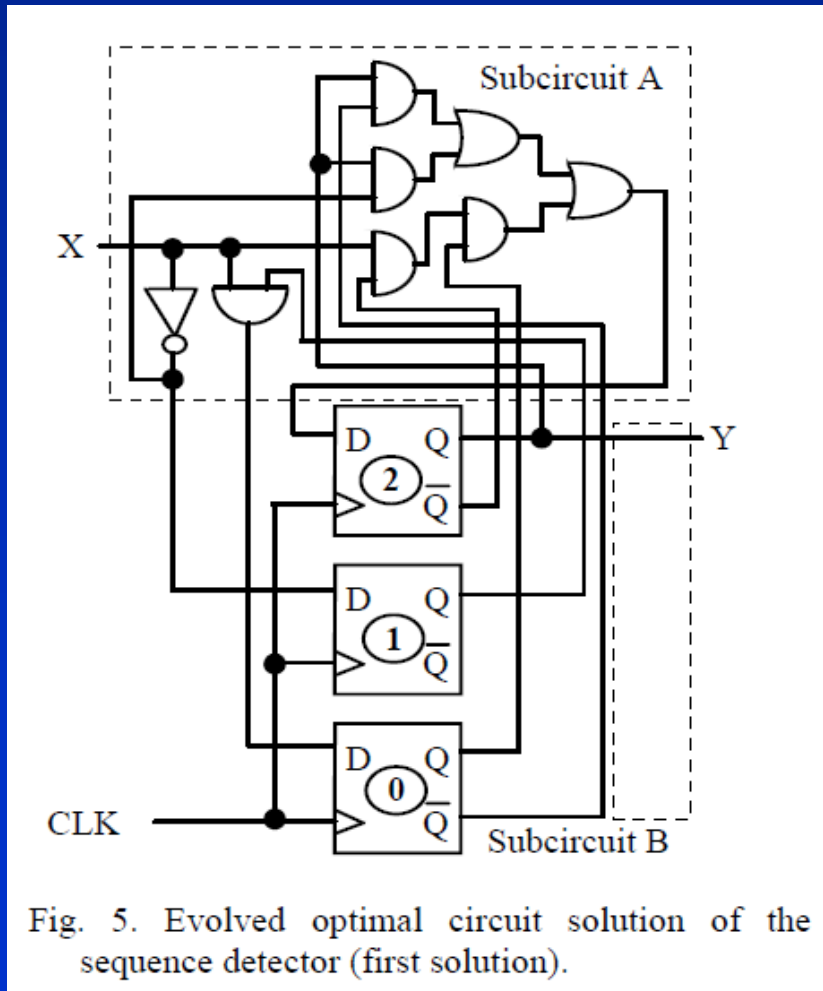 Subcircuit A
X
D Q
2
Q
Y
D Q
1
Q
D Q
0
Q
CLK
Subcircuit B
Fig. 5. Evolved optimal circuit solution of the
sequence detector (first solution).